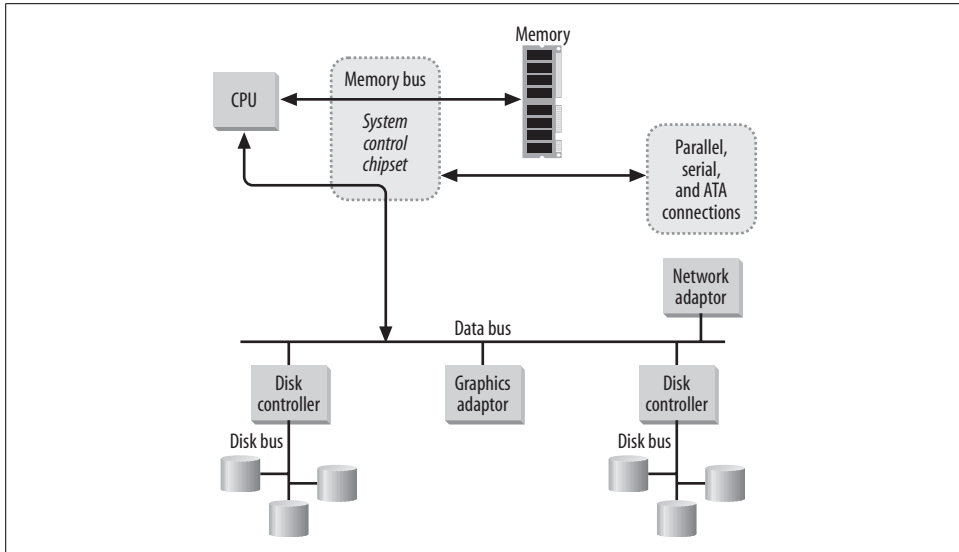 Memory
Memory bus
CPU
System
control
chipset
Parallel,
serial,
and ATA
connections
Network
adaptor
Data bus
Disk
controller
Graphics
adaptor
Disk
controller
Disk bus
Disk bus